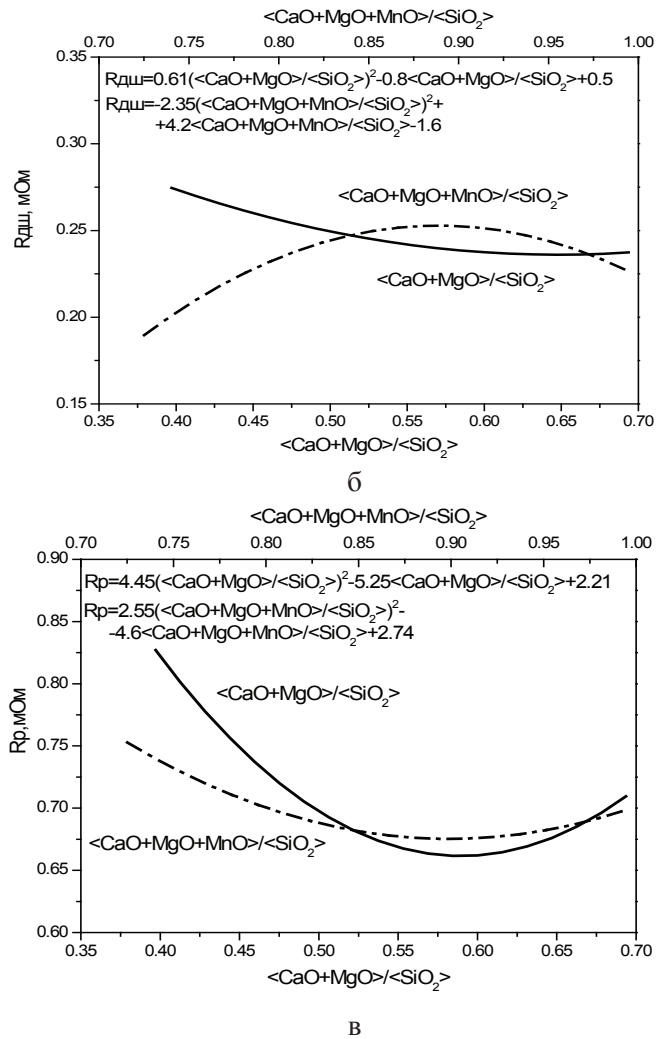 <CaO+MgO+MnO>/<SiO₂>
0.70 0.75 0.80 0.85 0.90 0.95 1.00
0.35
Rдш=0.61(<CaO+MgO>/<SiO₂>)²-0.8<CaO+MgO>/<SiO₂>+0.5
Rдш=-2.35(<CaO+MgO+MnO>/<SiO₂>)²+
+4.2<CaO+MgO+MnO>/<SiO₂>-1.6
0.30
<CaO+MgO+MnO>/<SiO₂>
Rдш, мОм
0.25
<CaO+MgO>/<SiO₂>
0.20
0.15
0.35 0.40 0.45 0.50 0.55 0.60 0.65 0.70
<CaO+MgO>/<SiO₂>
б
<CaO+MgO+MnO>/<SiO₂>
0.70 0.75 0.80 0.85 0.90 0.95 1.00
0.90
Rр=4.45(<CaO+MgO>/<SiO₂>)²-5.25<CaO+MgO>/<SiO₂>+2.21
Rр=2.55(<CaO+MgO+MnO>/<SiO₂>)²-
-4.6<CaO+MgO+MnO>/<SiO₂>+2.74
0.85
0.80
<CaO+MgO>/<SiO₂>
Rр,мОм
0.75
0.70
<CaO+MgO+MnO>/<SiO₂>
0.65
0.60
0.35 0.40 0.45 0.50 0.55 0.60 0.65 0.70
<CaO+MgO>/<SiO₂>
в